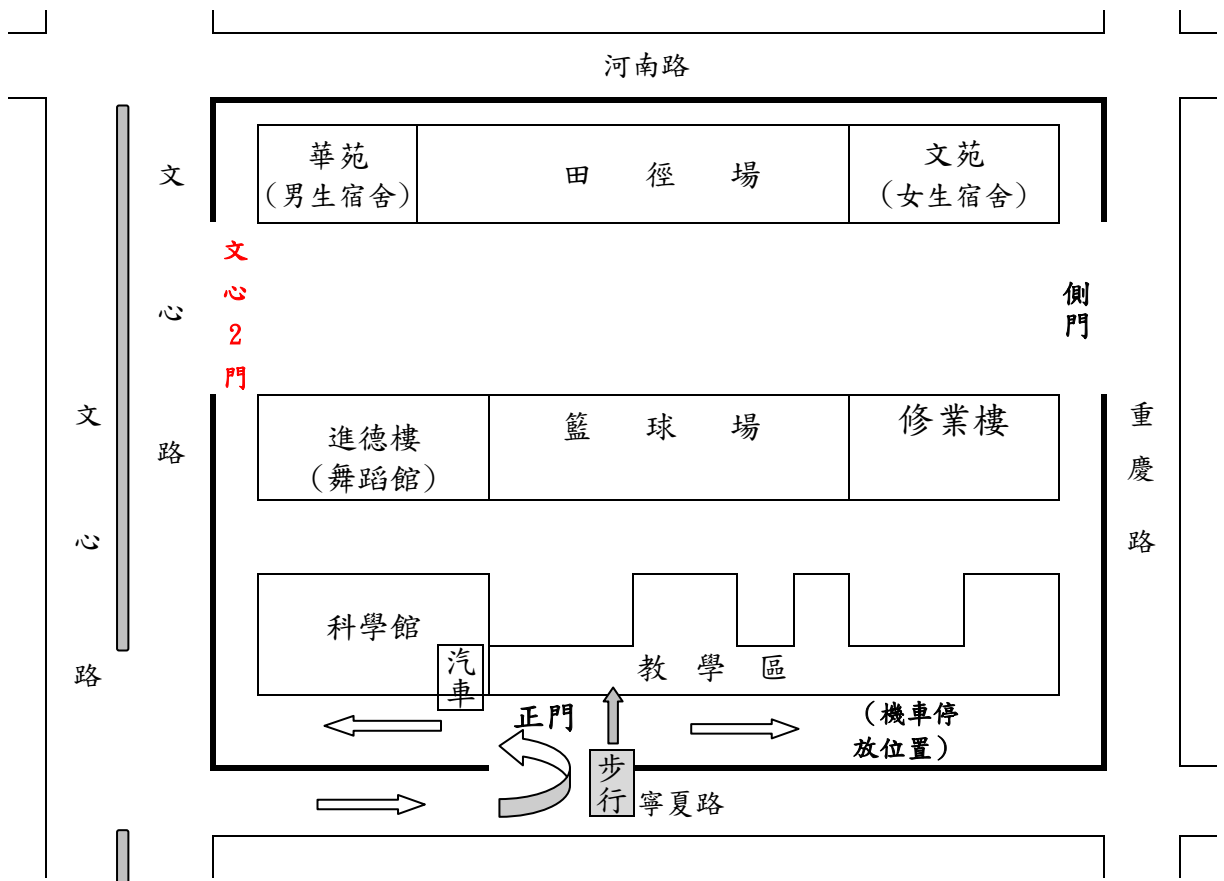 河南路
華苑
(男生宿舍)
田 徑 場
文苑
(女生宿舍)
文心路
文心2門
側門
文心路
進德樓
(舞蹈館)
籃 球 場
修業樓
重慶路
科學館
汽車
教 學 區
正門
(機車停
放位置)
步行
寧夏路